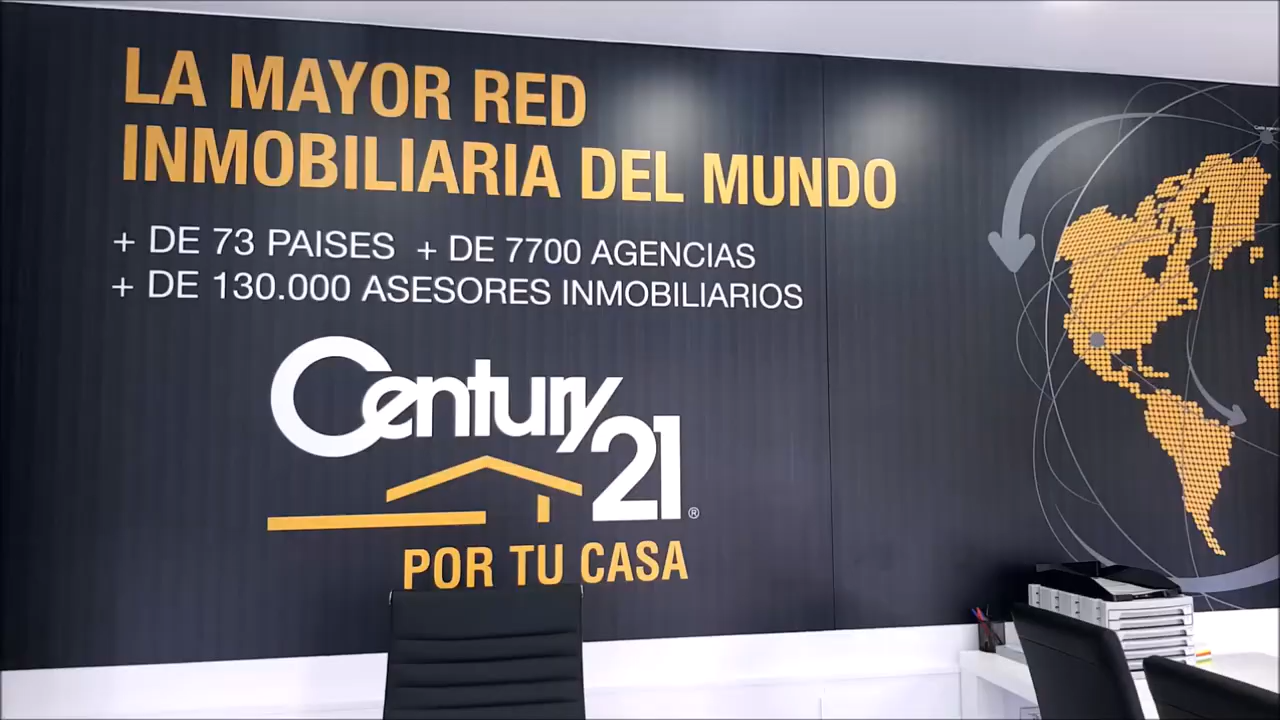 LA MAYOR RED
INMOBILIARIA DEL MUNDO
+ DE 73 PAISES + DE 7700 AGENCIAS
+ DE 130.000 ASESORES INMOBILIARIOS
Century
21®
POR TU CASA